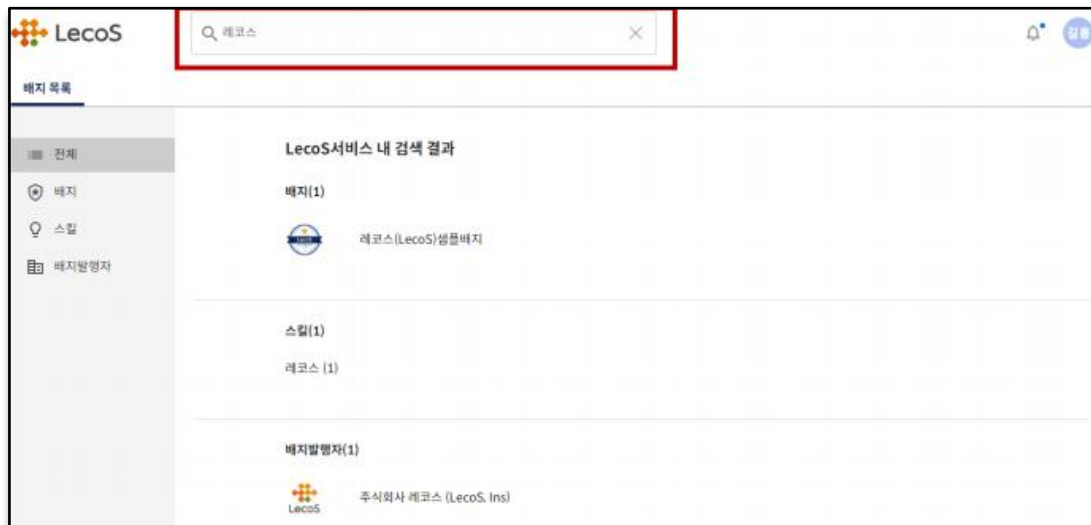 LecoS
레코스
길동
배지 목록
전체
배지
스킬
배지발행자
LecoS서비스 내 검색 결과
배지(1)
레코스(LecoS)샘플배지
스킬(1)
레코스 (1)
배지발행자(1)
LecoS
주식회사 레코스 (LecoS. Ins)